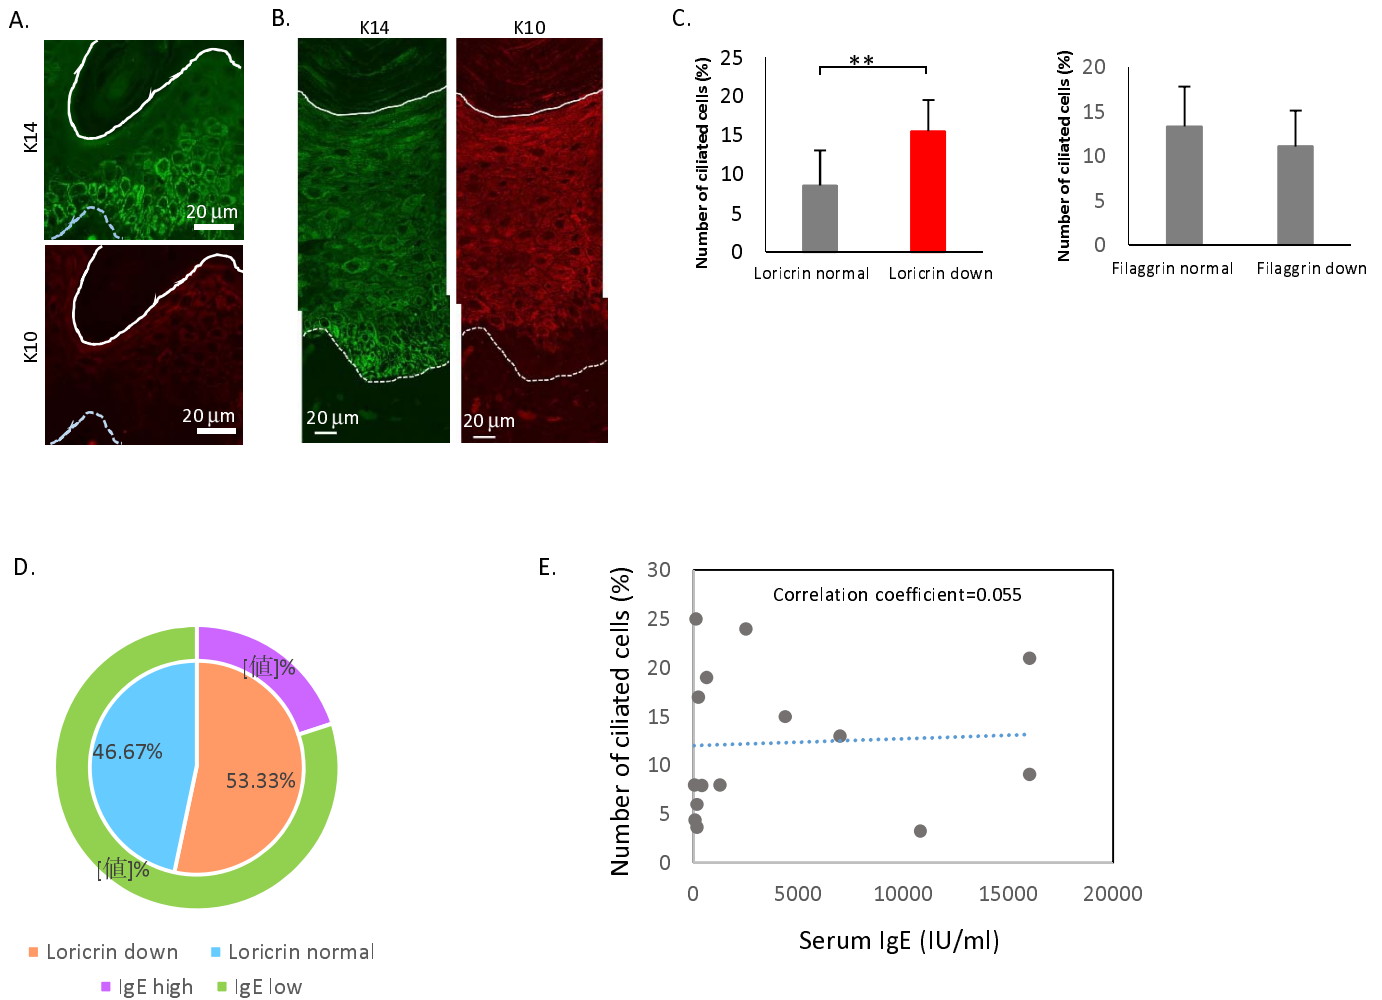 A.
K14
20 µm
K10
20 µm
B.
K14
K10
20 µm
20 µm
C.
Number of ciliated cells (%)
25
20
15
10
5
0
**
Loricrin normal
Loricrin down
Number of ciliated cells (%)
20
15
10
5
0
Filaggrin normal
Filaggrin down
D.
[値]%
46.67%
53.33%
[値]%
Loricrin down
Loricrin normal
IgE high
IgE low
E.
Number of ciliated cells (%)
30
25
20
15
10
5
0
Correlation coefficient=0.055
0
5000
10000
15000
20000
Serum IgE (IU/ml)